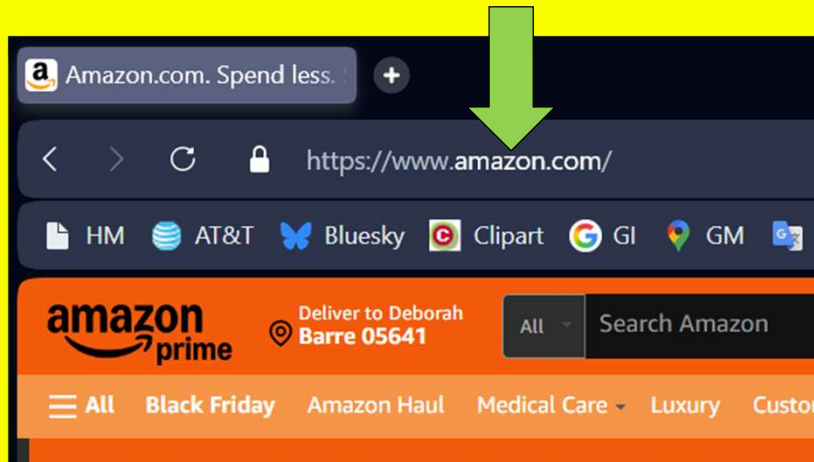 a Amazon.com. Spend less.
https://www.amazon.com/
HM AT&T Bluesky C Clipart G GI GM G
amazon prime
Deliver to Deborah
Barre 05641
All Search Amazon
All Black Friday Amazon Haul Medical Care Luxury Custo